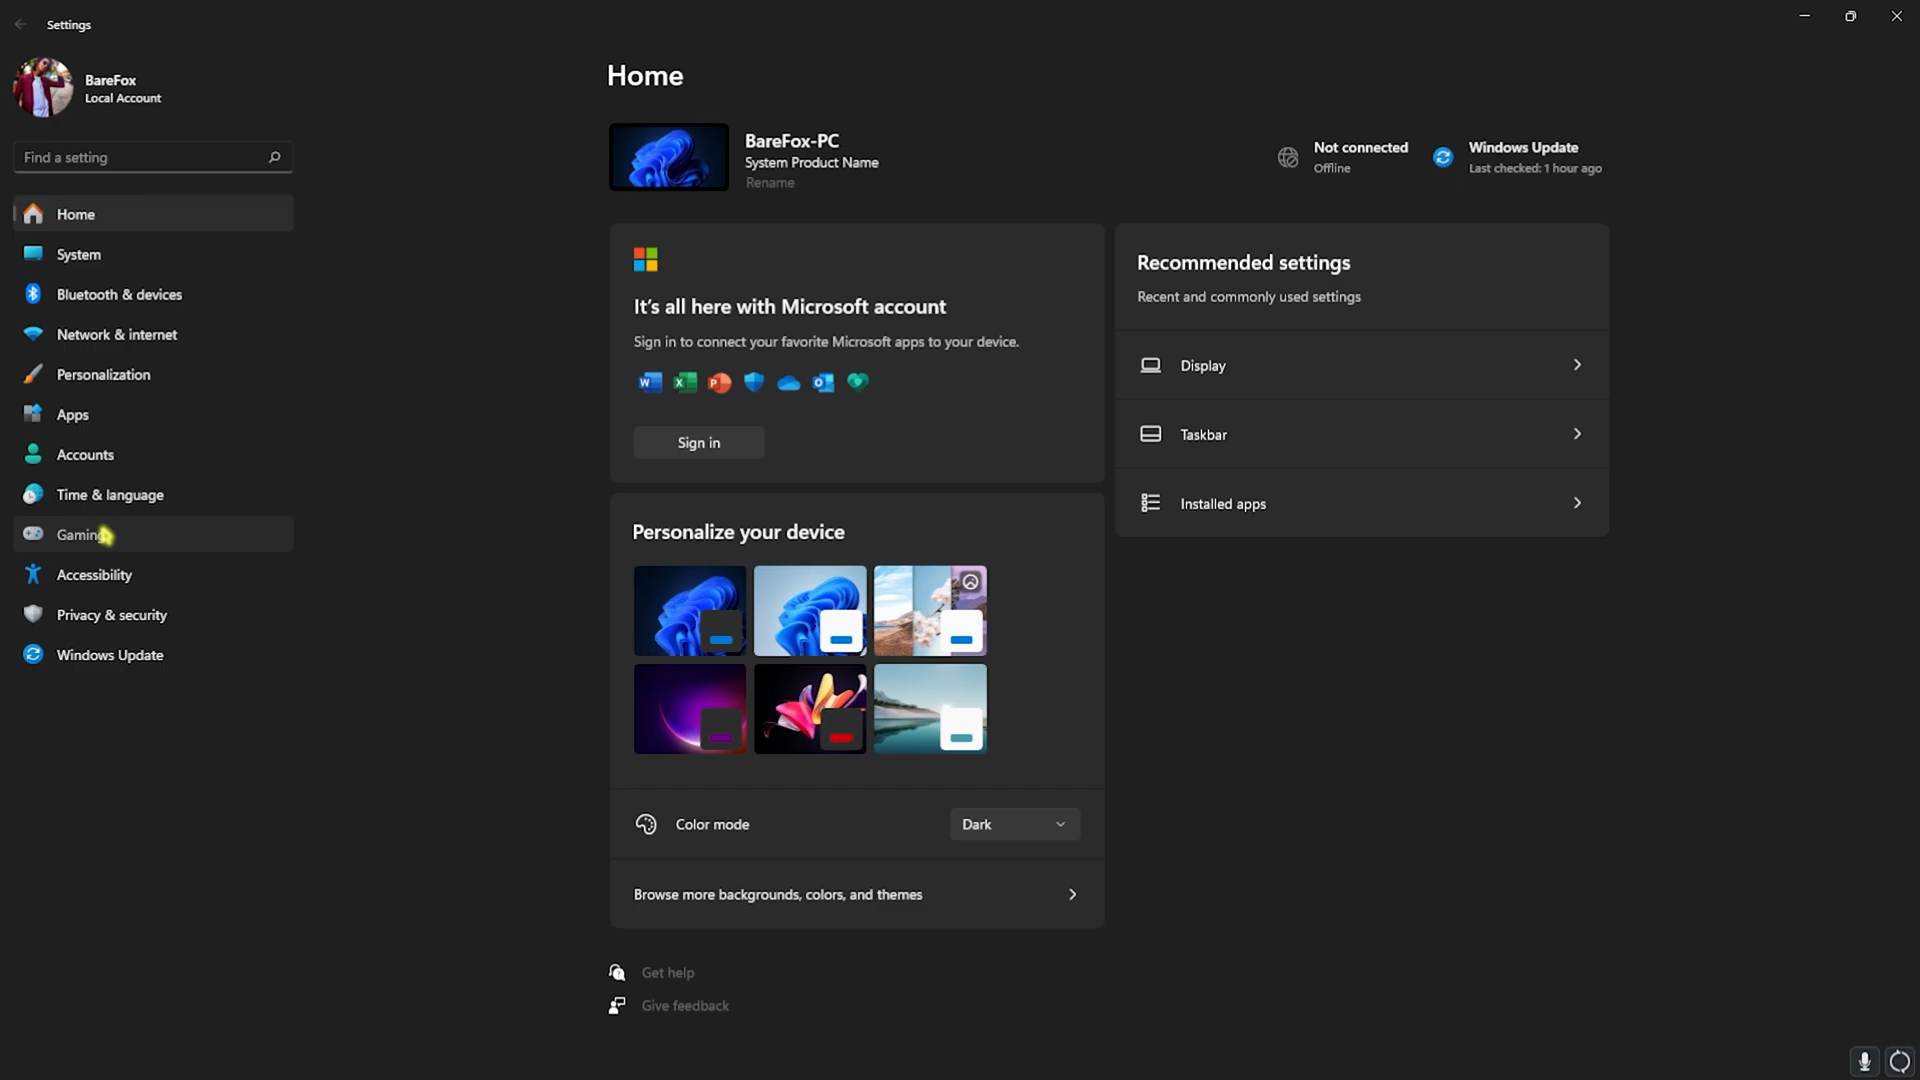 Settings
BareFox
Local Account
Find a setting
Home
System
Bluetooth & devices
Network & internet
Personalization
Apps
Accounts
Time & language
Gaming
Accessibility
Privacy & security
Windows Update
Home
BareFox-PC
System Product Name
Rename
Not connected
Offline
Windows Update
Last checked: 1 hour ago
It's all here with Microsoft account
Sign in to connect your favorite Microsoft apps to your device.
Sign in
Recommended settings
Recent and commonly used settings
Display
Taskbar
Installed apps
Personalize your device
Color mode
Dark
Browse more backgrounds, colors, and themes
Get help
Give feedback